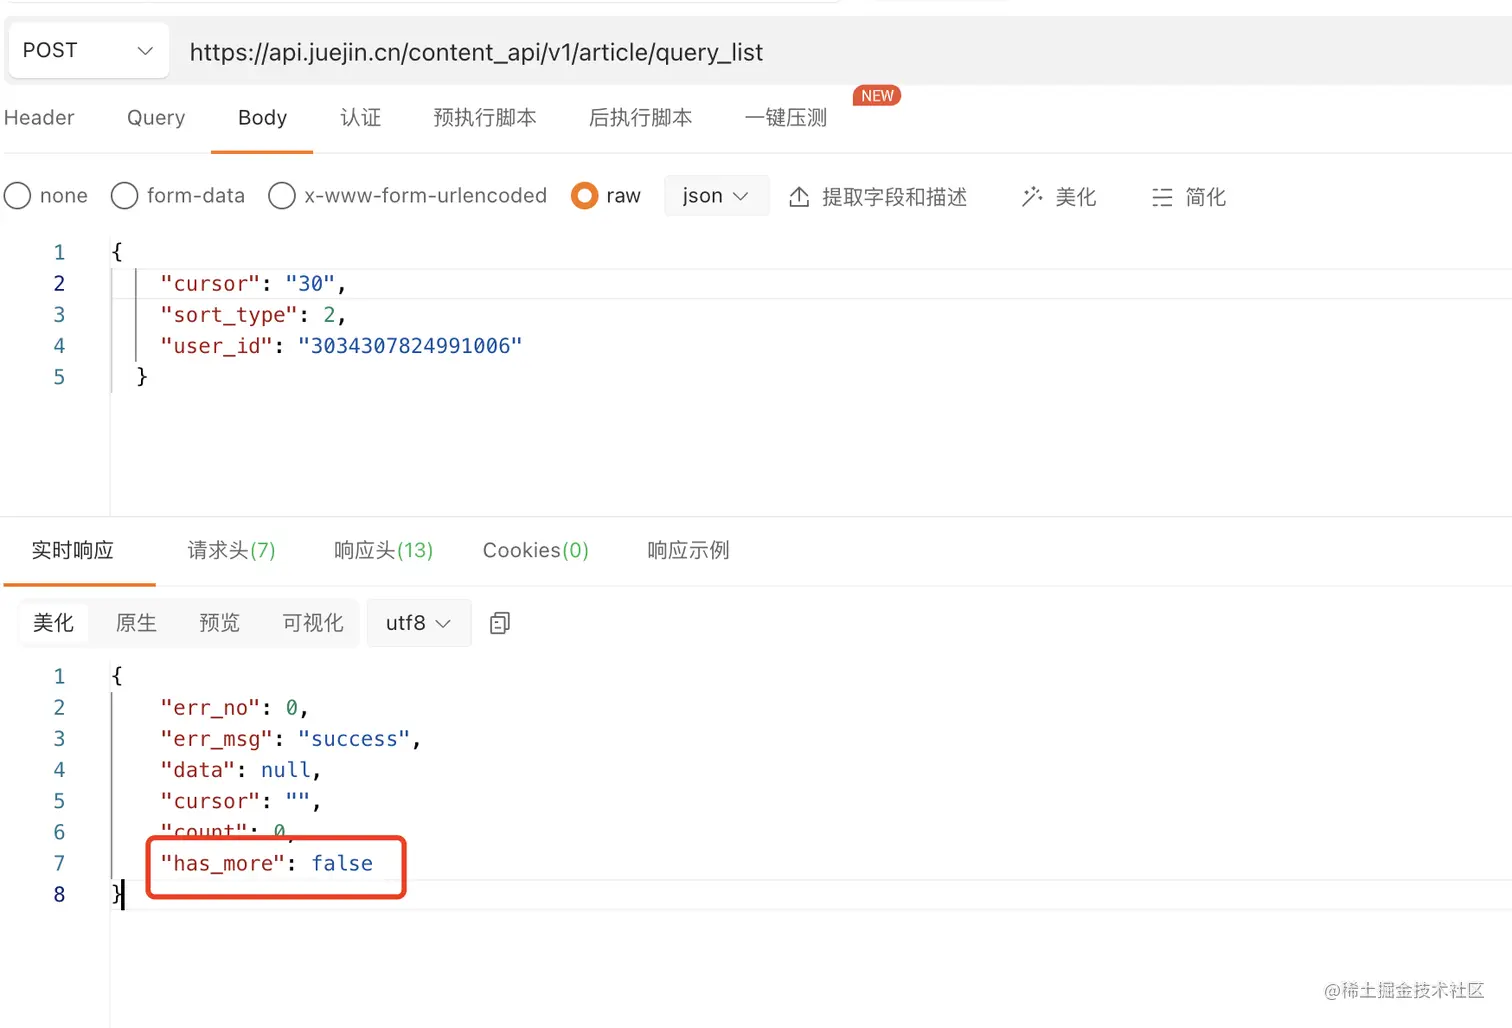 POST https://api.juejin.cn/content_api/v1/article/query_list
NEW
Header Query Body 认证 预执行脚本 后执行脚本 一键压测
none form-data x-www-form-urlencoded raw json 提取字段和描述 美化 简化
1 {
2 "cursor": "30",
3 "sort_type": 2,
4 "user_id": "3034307824991006"
5 }
实时响应 请求头(7) 响应头(13) Cookies(0) 响应示例
美化 原生 预览 可视化 utf8
1 {
2 "err_no": 0,
3 "err_msg": "success",
4 "data": null,
5 "cursor": "",
6 "count": 0,
7 "has_more": false
8 }
@稀土掘金技术社区